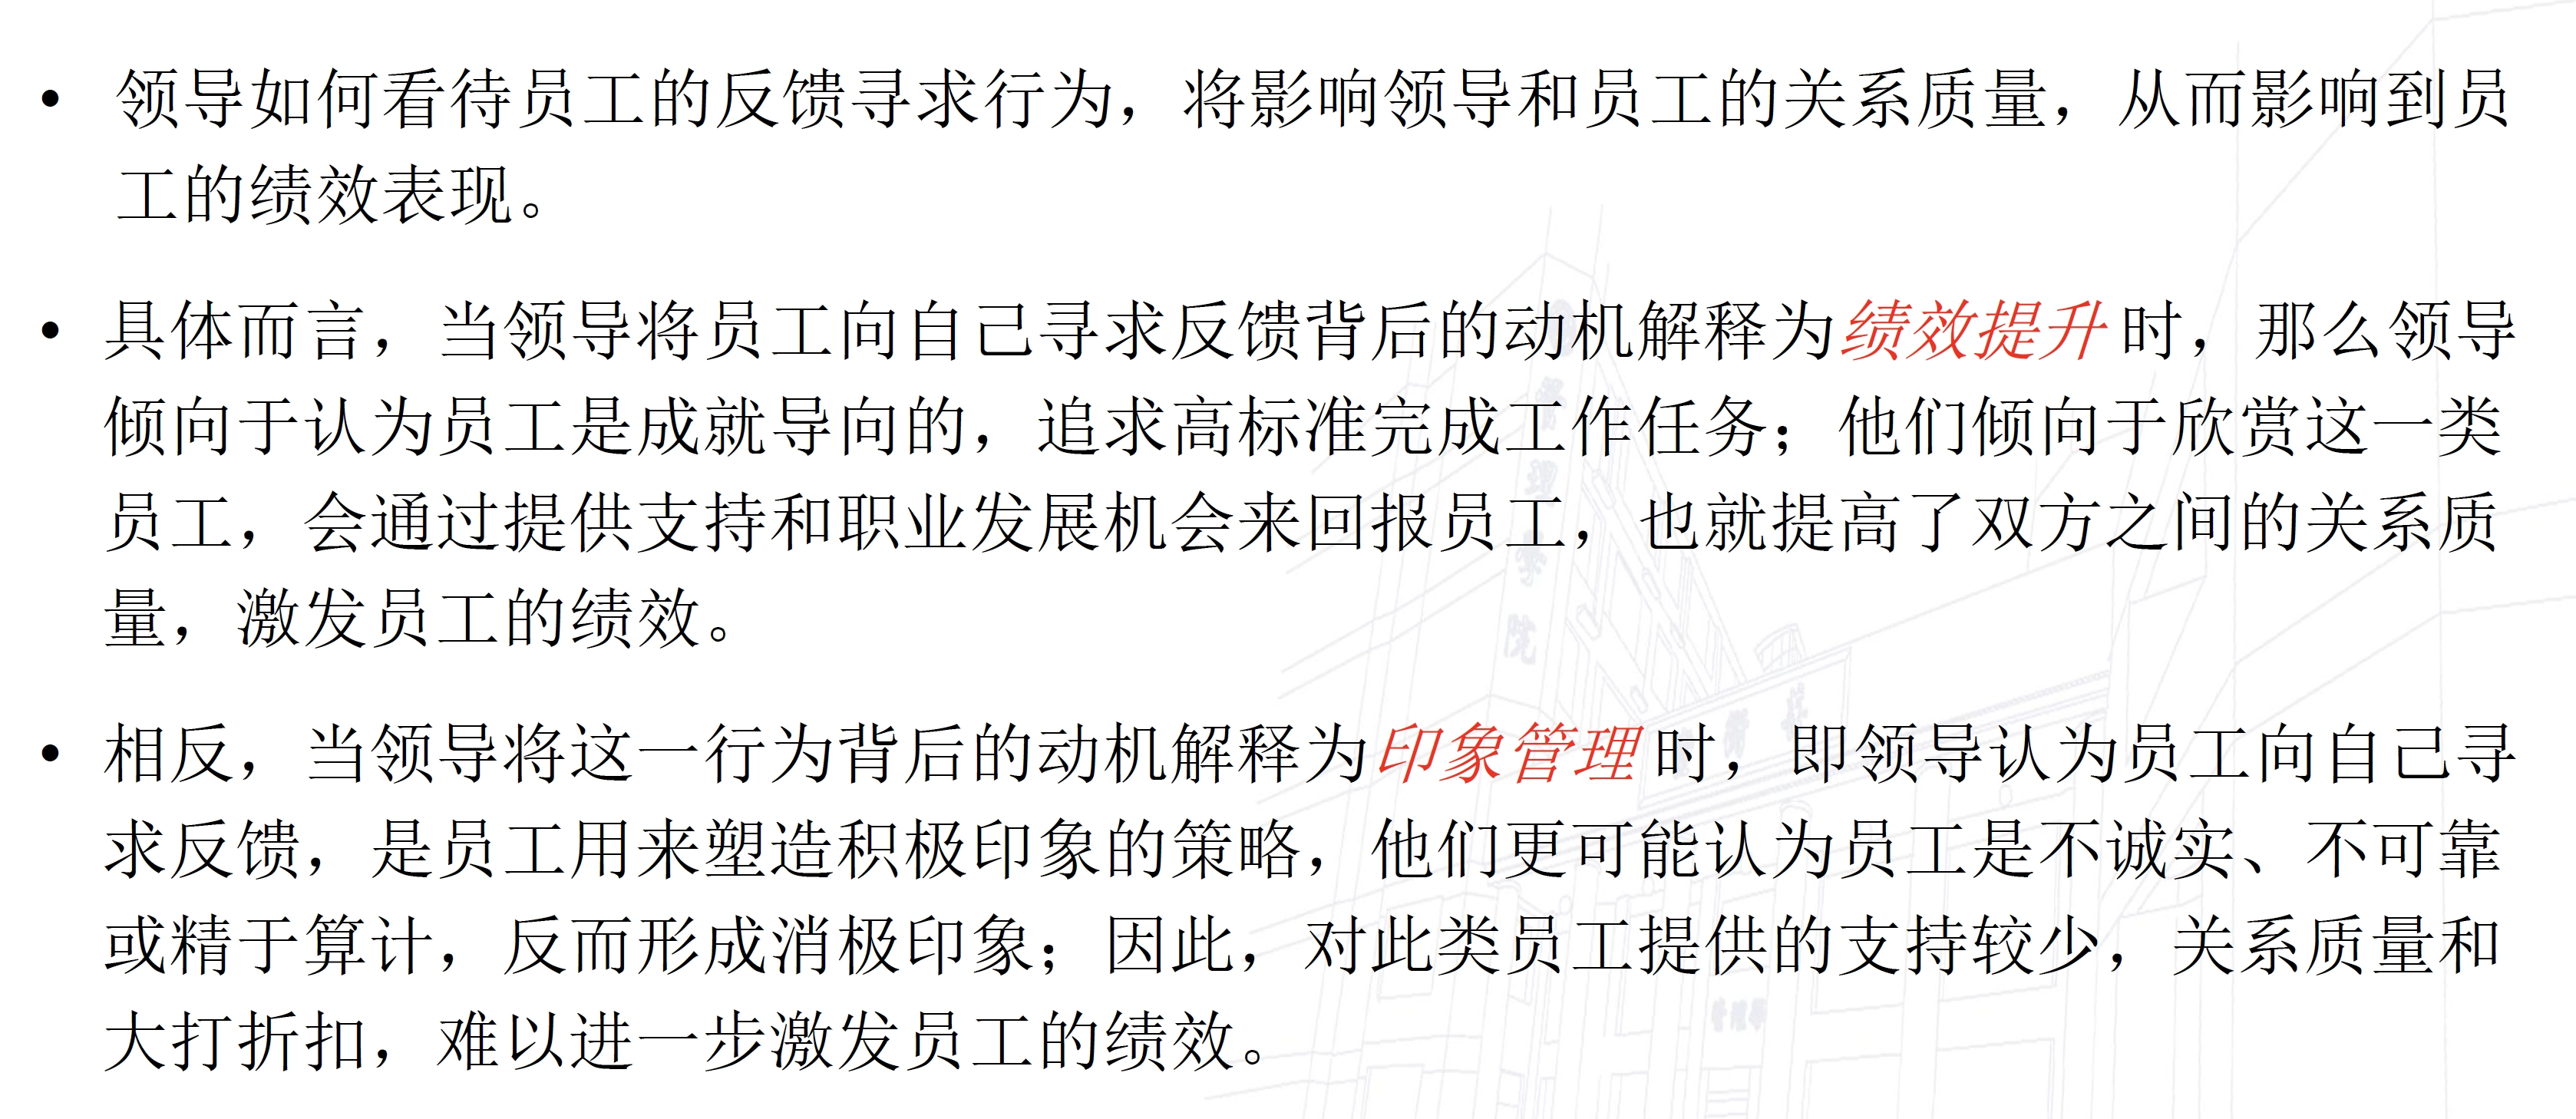 • 领导如何看待员工的反馈寻求行为，将影响领导和员工的关系质量，从而影响到员
工的绩效表现。
• 具体而言，当领导将员工向自己寻求反馈背后的动机解释为绩效提升时，那么领导
倾向于认为员工是成就导向的，追求高标准完成工作任务；他们倾向于欣赏这一类
员工，会通过提供支持和职业发展机会来回报员工，也就提高了双方之间的关系质
量，激发员工的绩效。
• 相反，当领导将这一行为背后的动机解释为印象管理时，即领导认为员工向自己寻
求反馈，是员工用来塑造积极印象的策略，他们更可能认为员工是不诚实、不可靠
或精于算计，反而形成消极印象；因此，对此类员工提供的支持较少，关系质量和
大打折扣，难以进一步激发员工的绩效。